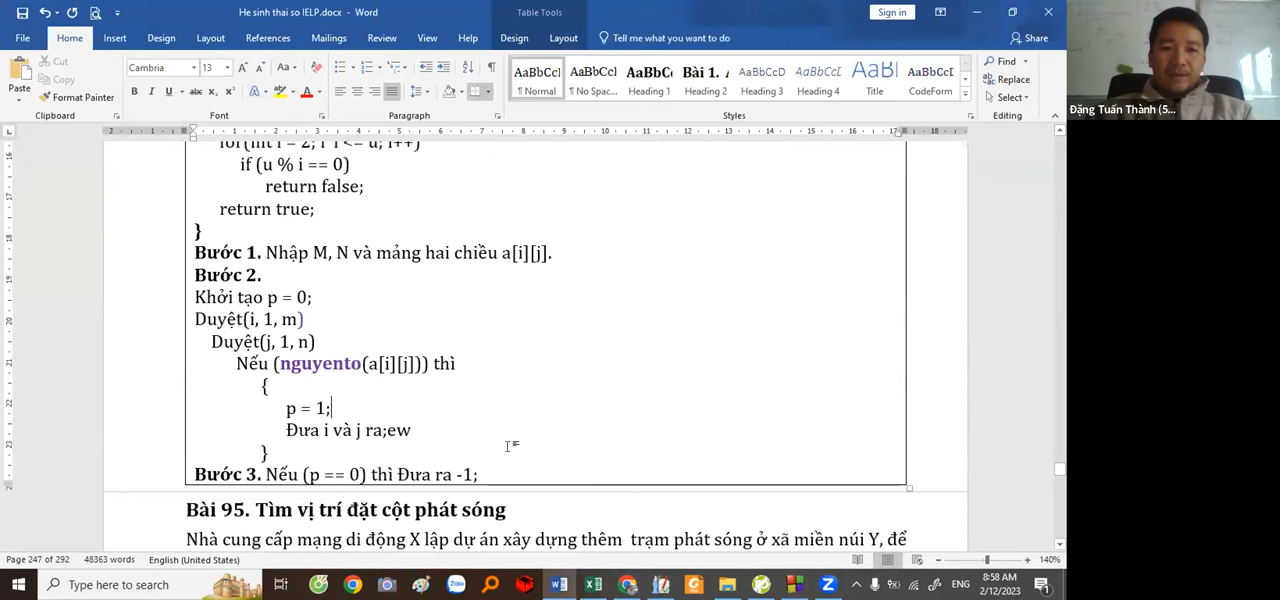 He sinh thai so IELP.docx - Word
Table Tools
Sign in
File Home Insert Design Layout References Mailings Review View Help Design Layout Tell me what you want to do Share
Paste
Cut
Copy
Format Painter
Clipboard
Cambria 13
Font
Paragraph
AaBbCcI AaBbCcl AaBbC Bài 1. A AaBbCcD AaBbCcL AaBl AaBbCcI
¶ Normal ¶ No Spac... Heading 1 Heading 2 Heading 3 Heading 4 Title CodeForm
Styles
Find
Replace
Select
Editing
Đặng Tuấn Thành (5...
if (u % i == 0)
return false;
return true;
}
Bước 1. Nhập M, N và mảng hai chiều a[i][j].
Bước 2.
Khởi tạo p = 0;
Duyệt(i, 1, m)
Duyệt(j, 1, n)
Nếu (nguyento(a[i][j])) thì
{
p = 1;
Đưa i và j ra;ew
}
Bước 3. Nếu (p == 0) thì Đưa ra -1;
Bài 95. Tìm vị trí đặt cột phát sóng
Nhà cung cấp mạng di động X lập dự án xây dựng thêm trạm phát sóng ở xã miền núi Y, để
Page 247 of 292 48363 words English (United States) 140%
Type here to search
Zalo
ENG
8:58 AM
2/12/2023